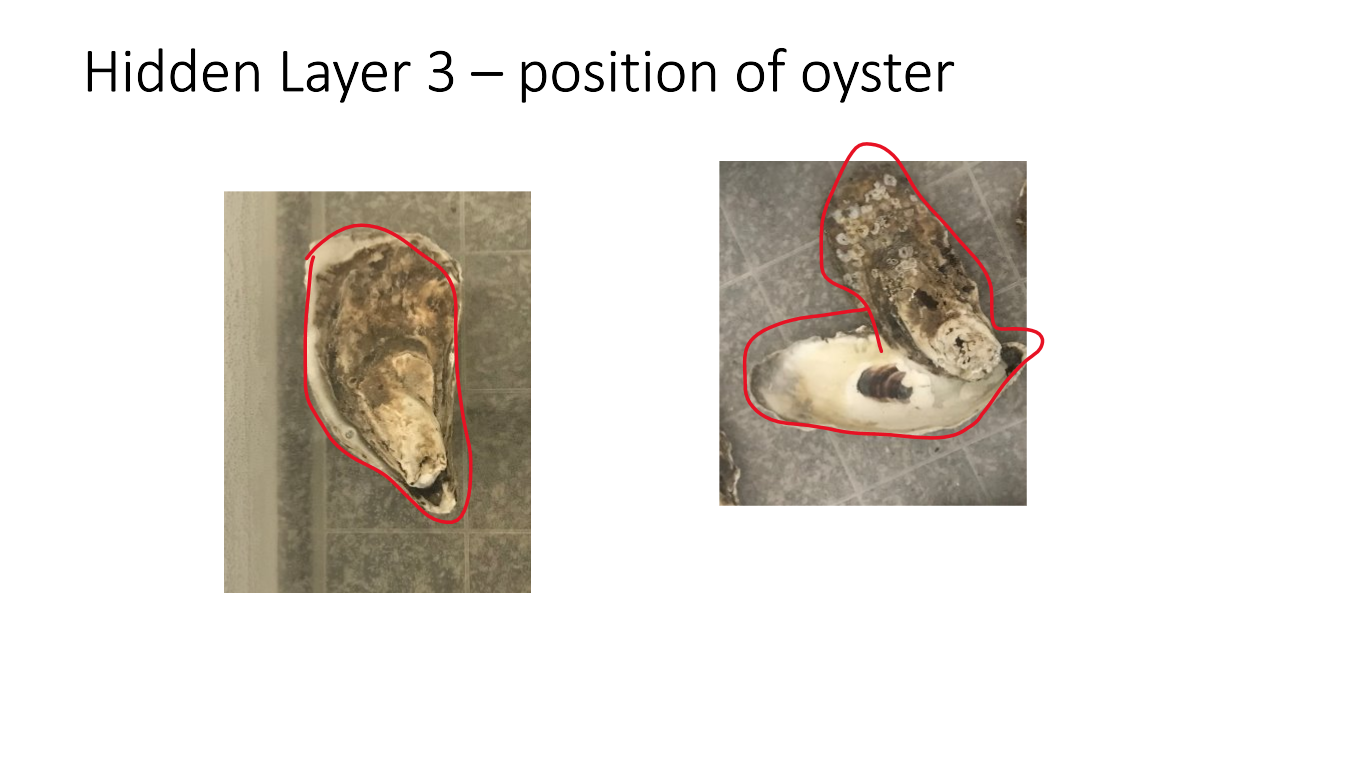 Hidden Layer 3 – position of oyster